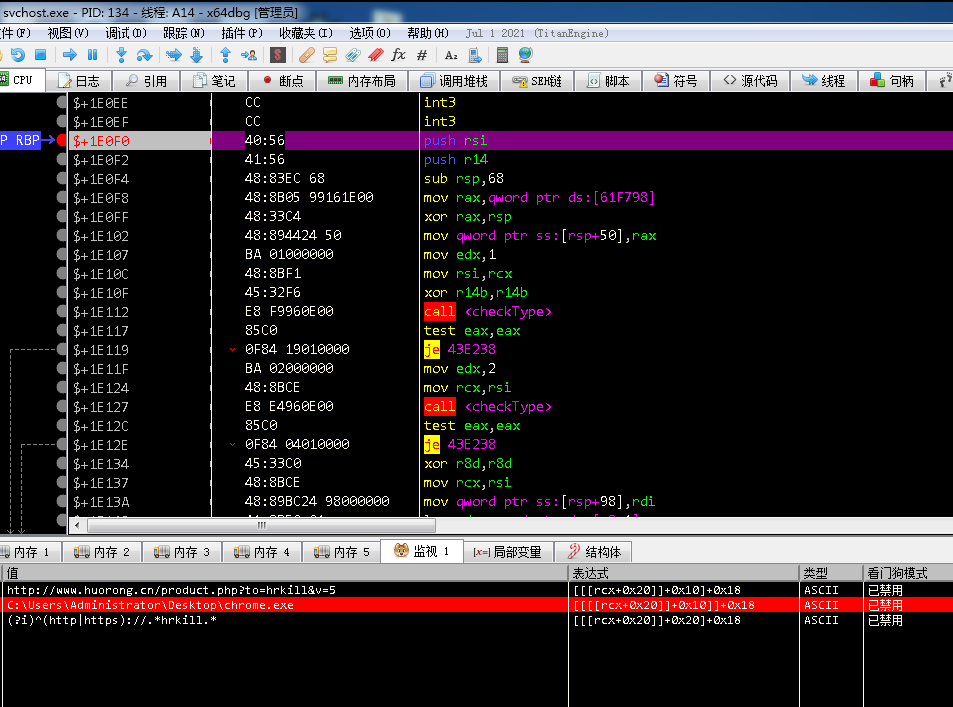 svchost.exe - PID: 134 - 线程: A14 - x64dbg [管理员]
件(F) 视图(V) 调试(D) 跟踪(N) 插件(P) 收藏夹(I) 选项(O) 帮助(H) Jul 1 2021 (TitanEngine)
CPU 日志 引用 笔记 断点 内存布局 调用堆栈 SEH链 脚本 符号 源代码 线程 句柄
$+1E0EE CC int3
$+1E0EF CC int3
P RBP $+1E0F0 40:56 push rsi
$+1E0F2 41:56 push r14
$+1E0F4 48:83EC 68 sub rsp,68
$+1E0F8 48:8B05 99161E00 mov rax,qword ptr ds:[61F798]
$+1E0FF 48:33C4 xor rax,rsp
$+1E102 48:894424 50 mov qword ptr ss:[rsp+50],rax
$+1E107 BA 01000000 mov edx,1
$+1E10C 48:8BF1 mov rsi,rcx
$+1E10F 45:32F6 xor r14b,r14b
$+1E112 E8 F9960E00 call <checkType>
$+1E117 85C0 test eax,eax
$+1E119 0F84 19010000 je 43E238
$+1E11F BA 02000000 mov edx,2
$+1E124 48:8BCE mov rcx,rsi
$+1E127 E8 E4960E00 call <checkType>
$+1E12C 85C0 test eax,eax
$+1E12E 0F84 04010000 je 43E238
$+1E134 45:33C0 xor r8d,r8d
$+1E137 48:8BCE mov rcx,rsi
$+1E13A 48:89BC24 98000000 mov qword ptr ss:[rsp+98],rdi
内存 1 内存 2 内存 3 内存 4 内存 5 监视 1 [x=] 局部变量 结构体
值 表达式 类型 看门狗模式
http://www.huorong.cn/product.php?to=hrkill&v=5 [[[rcx+0x20]]+0x10]+0x18 ASCII 已禁用
C:\Users\Administrator\Desktop\chrome.exe [[[[rcx+0x20]]+0x10]]+0x18 ASCII 已禁用
(?i)^(http|https)://.*hrkill.* [[[rcx+0x20]]+0x20]+0x18 ASCII 已禁用